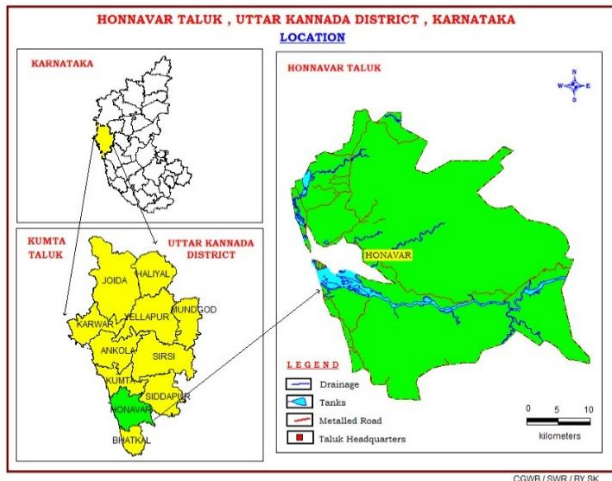 HONNAVAR TALUK , UTTAR KANNADA DISTRICT , KARNATAKA
LOCATION
KARNATAKA
KUMTA
TALUK
UTTAR KANNADA
DISTRICT
JOIDA
HALIYAL
YELLAPUR
MUNDGOD
KARWAR
ANKOLA
SIRSI
KUMTA
SIDDAPUR
HONAVAR
BHATKAL
HONNAVAR TALUK
N
W E
S
HONAVAR
LEGEND
Drainage
Tanks
Metalled Road
Taluk Headquarters
0 5 10
kilometers
CGWB / SWR / BY SK